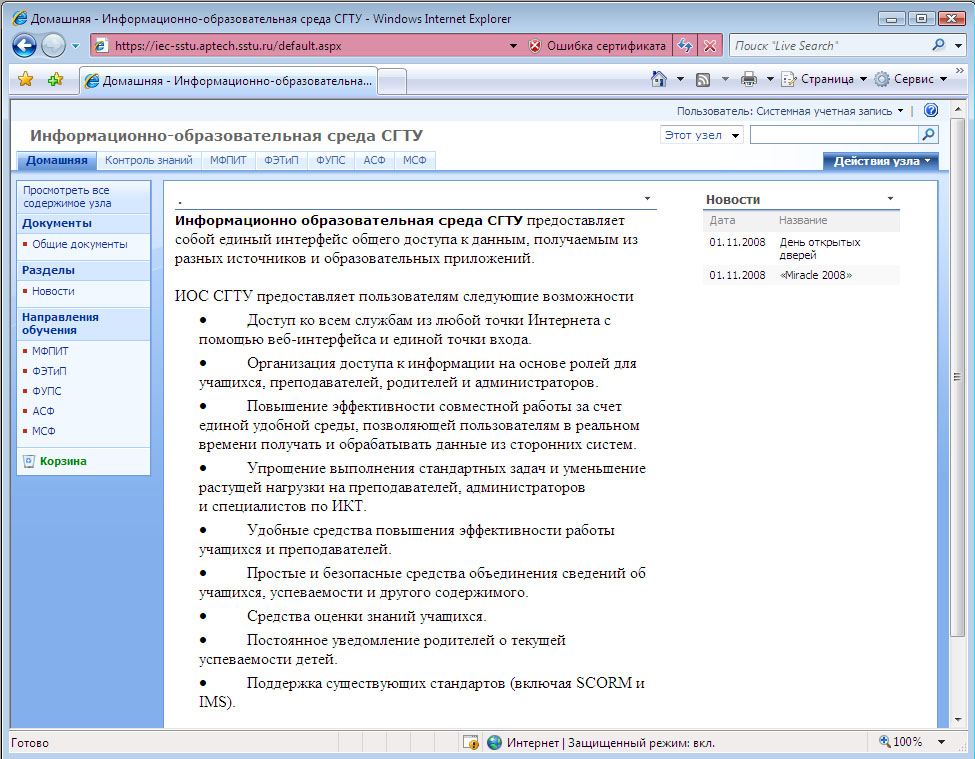 Домашняя - Информационно-образовательная среда СГТУ - Windows Internet Explorer
https://iec-sstu.aptech.sstu.ru/default.aspx
Ошибка сертификата
Поиск "Live Search"
Домашняя - Информационно-образовательна...
Страница
Сервис
Пользователь: Системная учетная запись
Информационно-образовательная среда СГТУ
Этот узел
Домашняя Контроль знаний МФПИТ ФЭТиП ФУПС АСФ МСФ
Действия узла
Просмотреть все
содержимое узла
Документы
Общие документы
Разделы
Новости
Направления
обучения
МФПИТ
ФЭТиП
ФУПС
АСФ
МСФ
Корзина
.
Информационно образовательная среда СГТУ предоставляет
собой единый интерфейс общего доступа к данным, получаемым из
разных источников и образовательных приложений.
ИОС СГТУ предоставляет пользователям следующие возможности
• Доступ ко всем службам из любой точки Интернета с
помощью веб-интерфейса и единой точки входа.
• Организация доступа к информации на основе ролей для
учащихся, преподавателей, родителей и администраторов.
• Повышение эффективности совместной работы за счет
единой удобной среды, позволяющей пользователям в реальном
времени получать и обрабатывать данные из сторонних систем.
• Упрощение выполнения стандартных задач и уменьшение
растущей нагрузки на преподавателей, администраторов
и специалистов по ИКТ.
• Удобные средства повышения эффективности работы
учащихся и преподавателей.
• Простые и безопасные средства объединения сведений об
учащихся, успеваемости и другого содержимого.
• Средства оценки знаний учащихся.
• Постоянное уведомление родителей о текущей
успеваемости детей.
• Поддержка существующих стандартов (включая SCORM и
IMS).
Новости
Дата Название
01.11.2008 День открытых
дверей
01.11.2008 «Miracle 2008»
Готово
Интернет | Защищенный режим: вкл.
100%